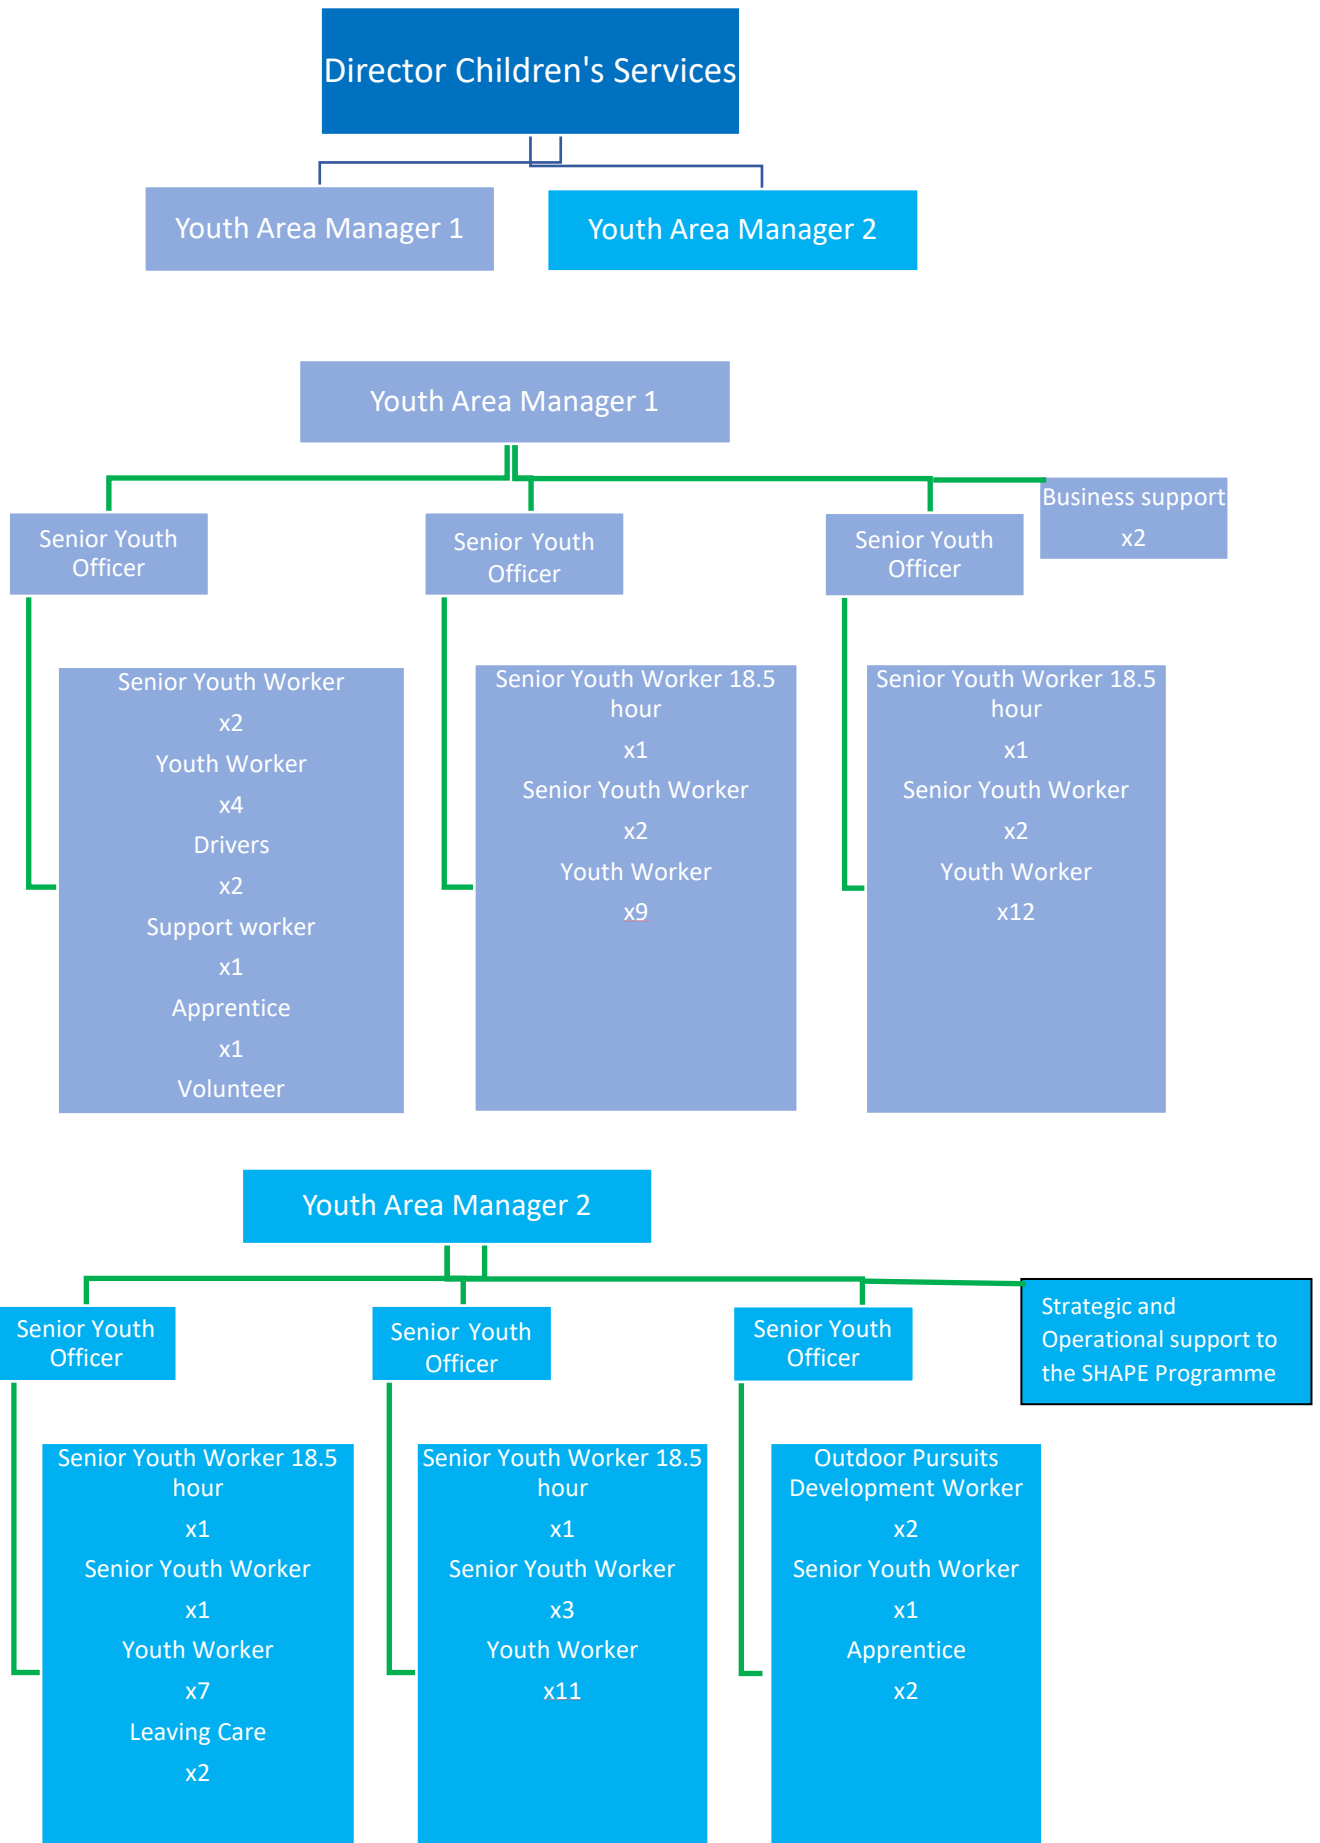 Director Children's Services
Youth Area Manager 1
Youth Area Manager 2
Youth Area Manager 1
Business support
x2
Senior Youth
Officer
Senior Youth
Officer
Senior Youth
Officer
Senior Youth Worker
x2
Youth Worker
x4
Drivers
x2
Support worker
x1
Apprentice
x1
Volunteer
Senior Youth Worker 18.5
hour
x1
Senior Youth Worker
x2
Youth Worker
x9
Senior Youth Worker 18.5
hour
x1
Senior Youth Worker
x2
Youth Worker
x12
Youth Area Manager 2
Senior Youth
Officer
Senior Youth
Officer
Senior Youth
Officer
Strategic and
Operational support to
the SHAPE Programme
Senior Youth Worker 18.5
hour
x1
Senior Youth Worker
x1
Youth Worker
x7
Leaving Care
x2
Senior Youth Worker 18.5
hour
x1
Senior Youth Worker
x3
Youth Worker
x11
Outdoor Pursuits
Development Worker
x2
Senior Youth Worker
x1
Apprentice
x2